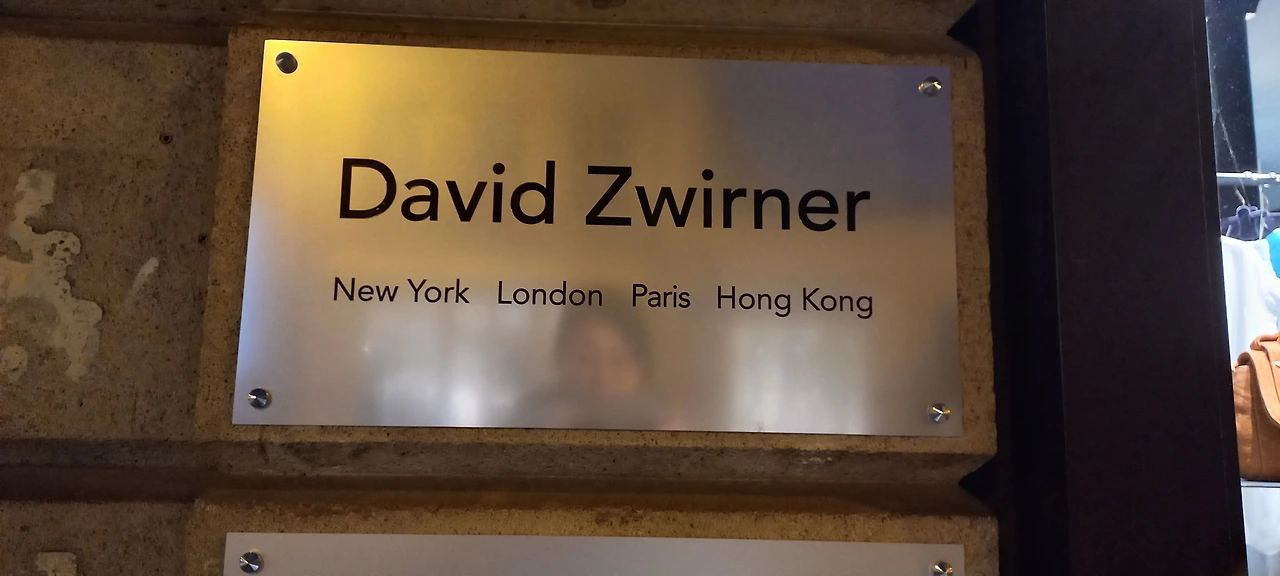 David Zwirner
New York London Paris Hong Kong